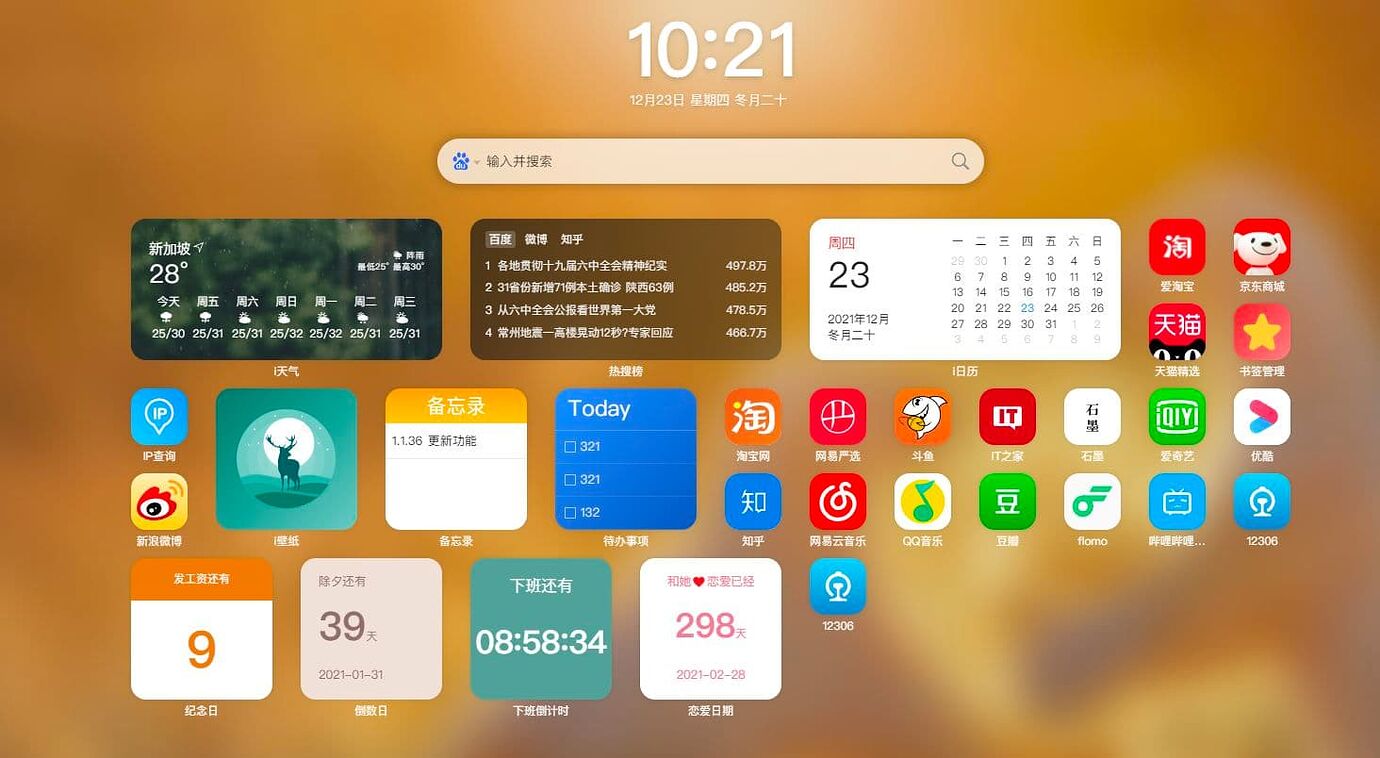 10:21
12月23日 星期四 冬月二十
du 输入并搜索
新加坡
28°
阵雨
最低25° 最高30°
今天 周五 周六 周日 周一 周二 周三
25/30 25/31 25/31 25/32 25/32 25/31 25/31
i天气
百度 微博 知乎
1 各地贯彻十九届六中全会精神纪实 497.8万
2 31省份新增71例本土确诊 陕西63例 485.2万
3 从六中全会公报看世界第一大党 478.5万
4 常州地震一高楼晃动12秒?专家回应 466.7万
热搜榜
周四
23
2021年12月
冬月二十
一 二 三 四 五 六 日
29 30 1 2 3 4 5
6 7 8 9 10 11 12
13 14 15 16 17 18 19
20 21 22 23 24 25 26
27 28 29 30 31 1 2
3 4 5 6 7 8 9
i日历
淘
爱淘宝
京东商城
天猫
天猫精选
书签管理
IP
IP查询
新浪微博
i壁纸
备忘录
1.1.36 更新功能
备忘录
Today
321
321
132
待办事项
淘
淘宝网
网易严选
斗鱼
IT
IT之家
石墨
石墨
iQIYI
爱奇艺
优酷
知
知乎
网易云音乐
QQ音乐
豆
豆瓣
flomo
哔哩哔哩...
12306
发工资还有
9
纪念日
除夕还有
39天
2021-01-31
倒数日
下班还有
08:58:34
下班倒计时
和她❤恋爱已经
298天
2021-02-28
恋爱日期
12306